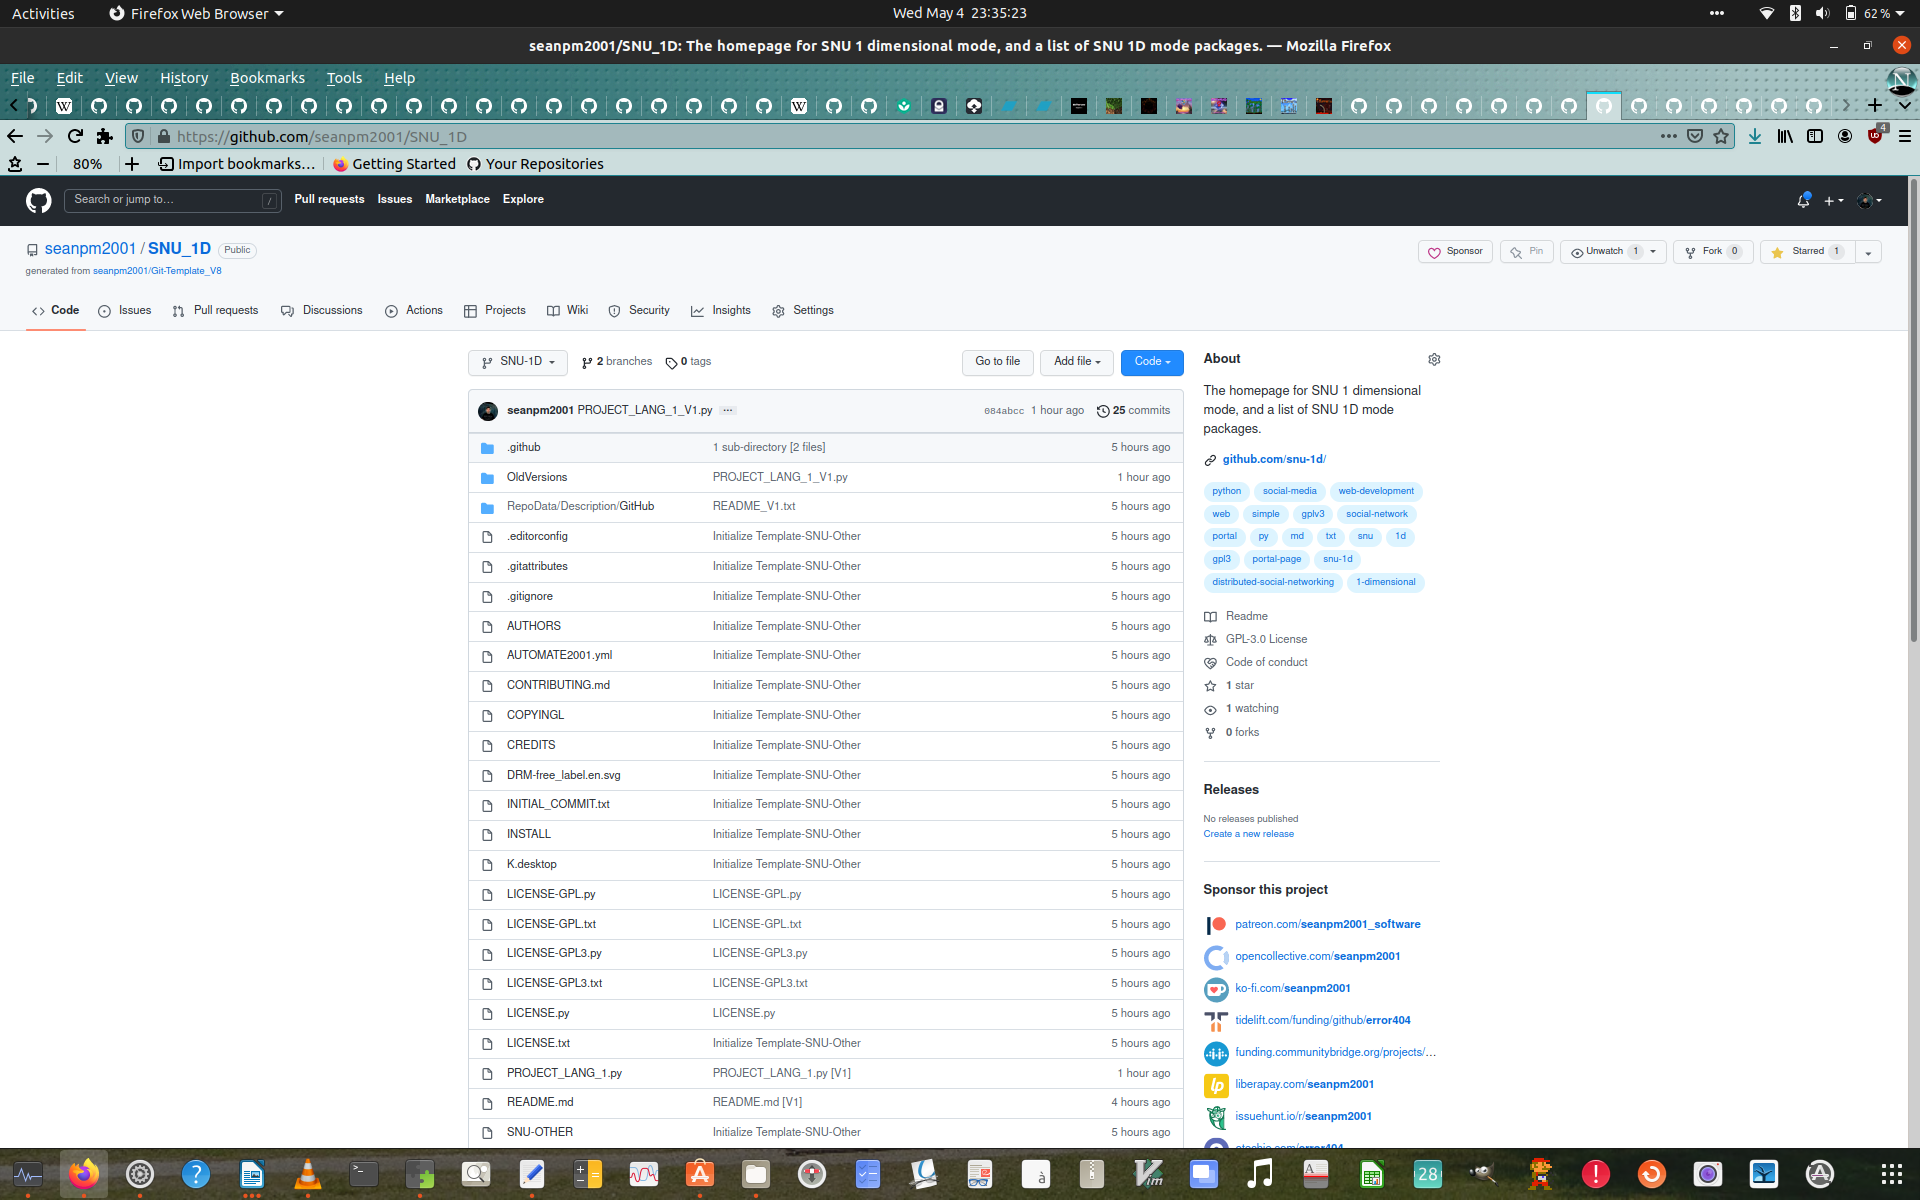 Activities
Firefox Web Browser
Wed May 4 23:35:23
62 %
seanpm2001/SNU_1D: The homepage for SNU 1 dimensional mode, and a list of SNU 1D mode packages. — Mozilla Firefox
File Edit View History Bookmarks Tools Help
https://github.com/seanpm2001/SNU_1D
4
80%
Import bookmarks…
Getting Started
Your Repositories
Search or jump to…
/
Pull requests
Issues
Marketplace
Explore
seanpm2001 / SNU_1D
Public
generated from seanpm2001/Git-Template_V8
Sponsor
Pin
Unwatch 1
Fork 0
Starred 1
Code
Issues
Pull requests
Discussions
Actions
Projects
Wiki
Security
Insights
Settings
SNU-1D
2 branches
0 tags
Go to file
Add file
Code
seanpm2001 PROJECT_LANG_1_V1.py ...
084abcc 1 hour ago
25 commits
.github 1 sub-directory [2 files] 5 hours ago
OldVersions PROJECT_LANG_1_V1.py 1 hour ago
RepoData/Description/GitHub README_V1.txt 5 hours ago
.editorconfig Initialize Template-SNU-Other 5 hours ago
.gitattributes Initialize Template-SNU-Other 5 hours ago
.gitignore Initialize Template-SNU-Other 5 hours ago
AUTHORS Initialize Template-SNU-Other 5 hours ago
AUTOMATE2001.yml Initialize Template-SNU-Other 5 hours ago
CONTRIBUTING.md Initialize Template-SNU-Other 5 hours ago
COPYINGL Initialize Template-SNU-Other 5 hours ago
CREDITS Initialize Template-SNU-Other 5 hours ago
DRM-free_label.en.svg Initialize Template-SNU-Other 5 hours ago
INITIAL_COMMIT.txt Initialize Template-SNU-Other 5 hours ago
INSTALL Initialize Template-SNU-Other 5 hours ago
K.desktop Initialize Template-SNU-Other 5 hours ago
LICENSE-GPL.py LICENSE-GPL.py 5 hours ago
LICENSE-GPL.txt LICENSE-GPL.txt 5 hours ago
LICENSE-GPL3.py LICENSE-GPL3.py 5 hours ago
LICENSE-GPL3.txt LICENSE-GPL3.txt 5 hours ago
LICENSE.py LICENSE.py 5 hours ago
LICENSE.txt Initialize Template-SNU-Other 5 hours ago
PROJECT_LANG_1.py PROJECT_LANG_1.py [V1] 1 hour ago
README.md README.md [V1] 4 hours ago
SNU-OTHER Initialize Template-SNU-Other 5 hours ago
About
The homepage for SNU 1 dimensional
mode, and a list of SNU 1D mode
packages.
github.com/snu-1d/
python social-media web-development
web simple gplv3 social-network
portal py md txt snu 1d
gpl3 portal-page snu-1d
distributed-social-networking 1-dimensional
Readme
GPL-3.0 License
Code of conduct
1 star
1 watching
0 forks
Releases
No releases published
Create a new release
Sponsor this project
patreon.com/seanpm2001_software
opencollective.com/seanpm2001
ko-fi.com/seanpm2001
tidelift.com/funding/github/error404
funding.communitybridge.org/projects/…
liberapay.com/seanpm2001
issuehunt.io/r/seanpm2001
28